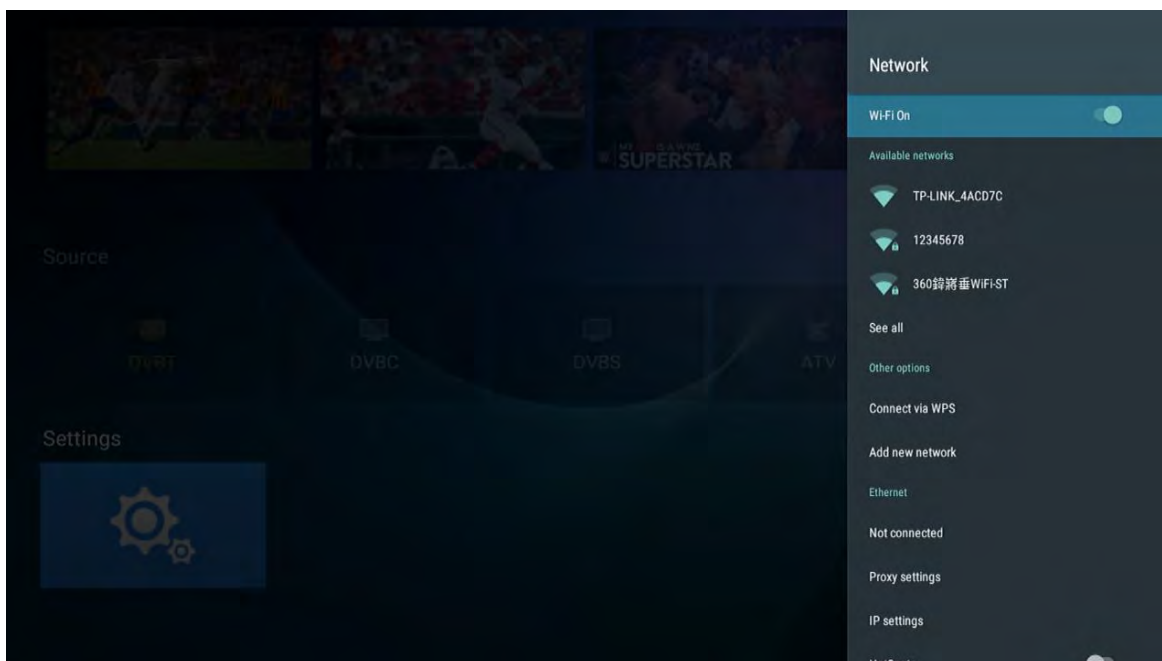 Network
Wi-Fi On
Available networks
TP-LINK_4ACD7C
12345678
360鍏嶈垂WiFi-ST
See all
Other options
Connect via WPS
Add new network
Ethernet
Not connected
Proxy settings
IP settings
SUPERSTAR
Source
DVBC
DVBS
ATV
Settings